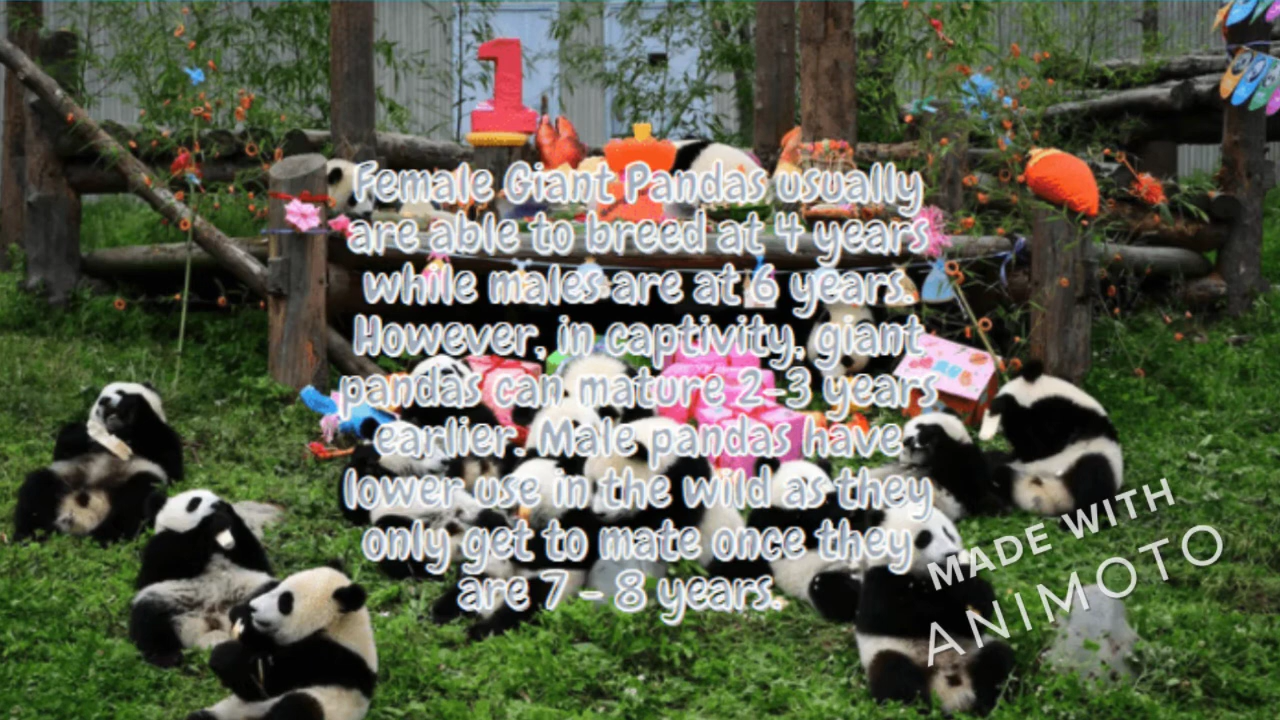 1
Female Giant Pandas usually
are able to breed at 4 years
while males are at 6 years.
However, in captivity, giant
pandas can mature 2-3 years
earlier. Male pandas have
lower use in the wild as they
only get to mate once they
are 7 - 8 years.
MADE WITH
ANIMOTO